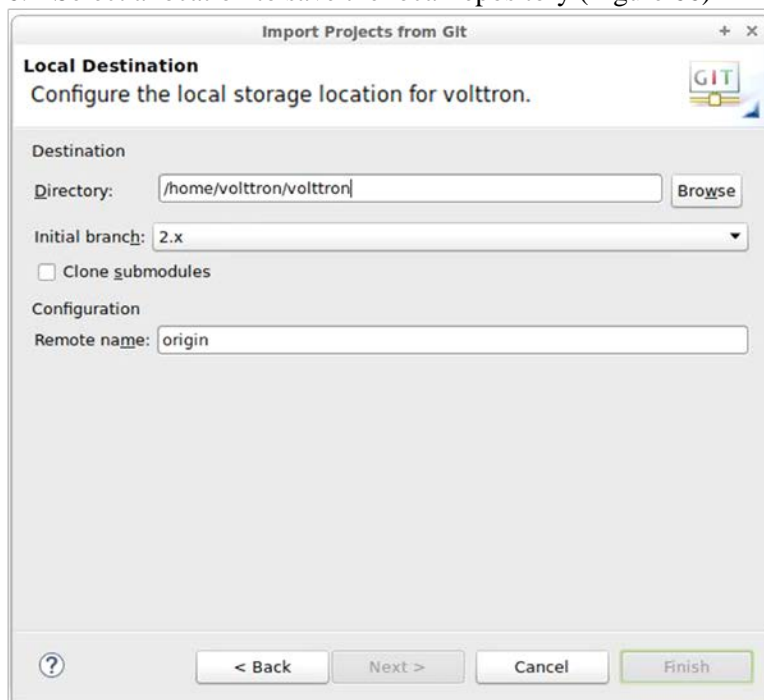 Import Projects from Git
Local Destination
Configure the local storage location for volttron.
GIT
Destination
Directory: /home/volttron/volttron Browse
Initial branch: 2.x
Clone submodules
Configuration
Remote name: origin
? < Back Next > Cancel Finish